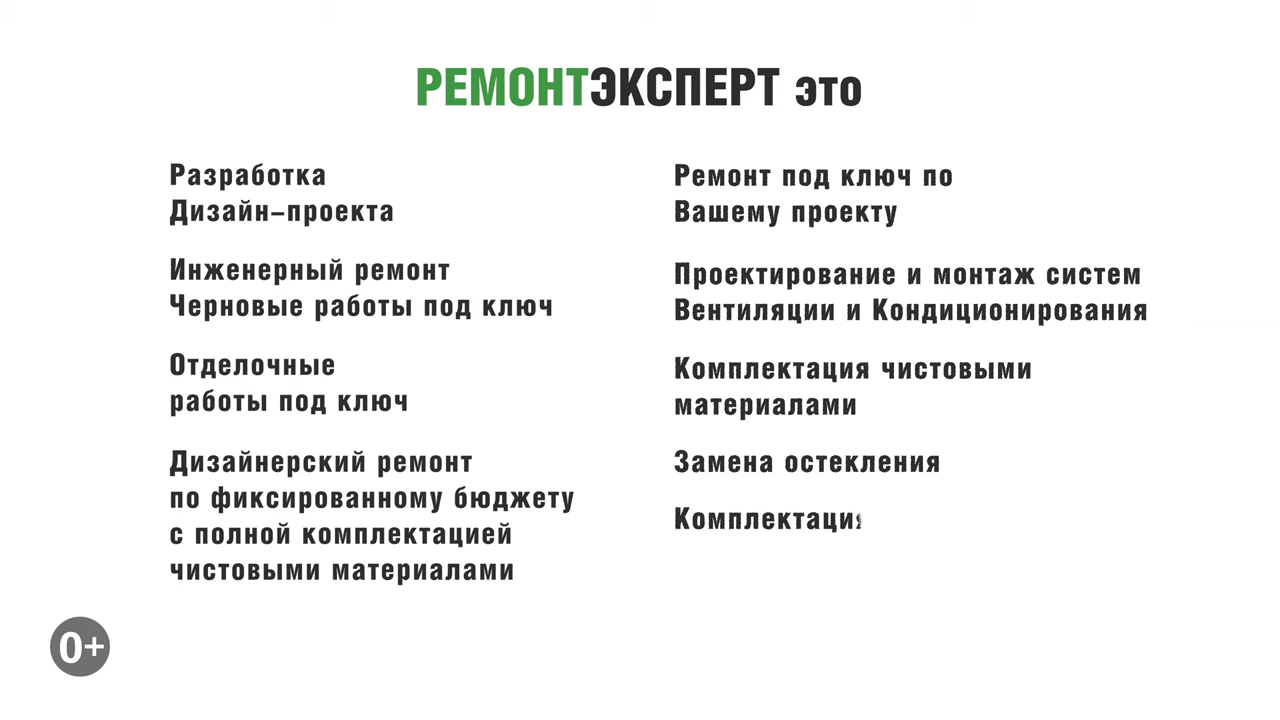 РЕМОНТЭКСПЕРТ это
Разработка
Дизайн-проекта
Инженерный ремонт
Черновые работы под ключ
Отделочные
работы под ключ
Дизайнерский ремонт
по фиксированному бюджету
с полной комплектацией
чистовыми материалами
Ремонт под ключ по
Вашему проекту
Проектирование и монтаж систем
Вентиляции и Кондиционирования
Комплектация чистовыми
материалами
Замена остекления
Комплектация
0+